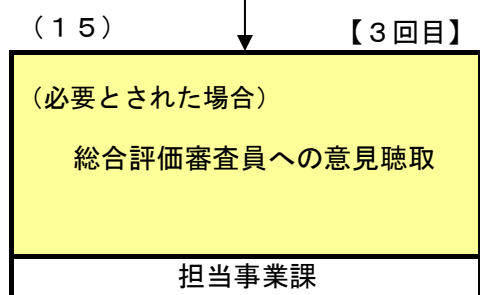 （１５） 【３回目】
（必要とされた場合）
総合評価審査員への意見聴取
担当事業課